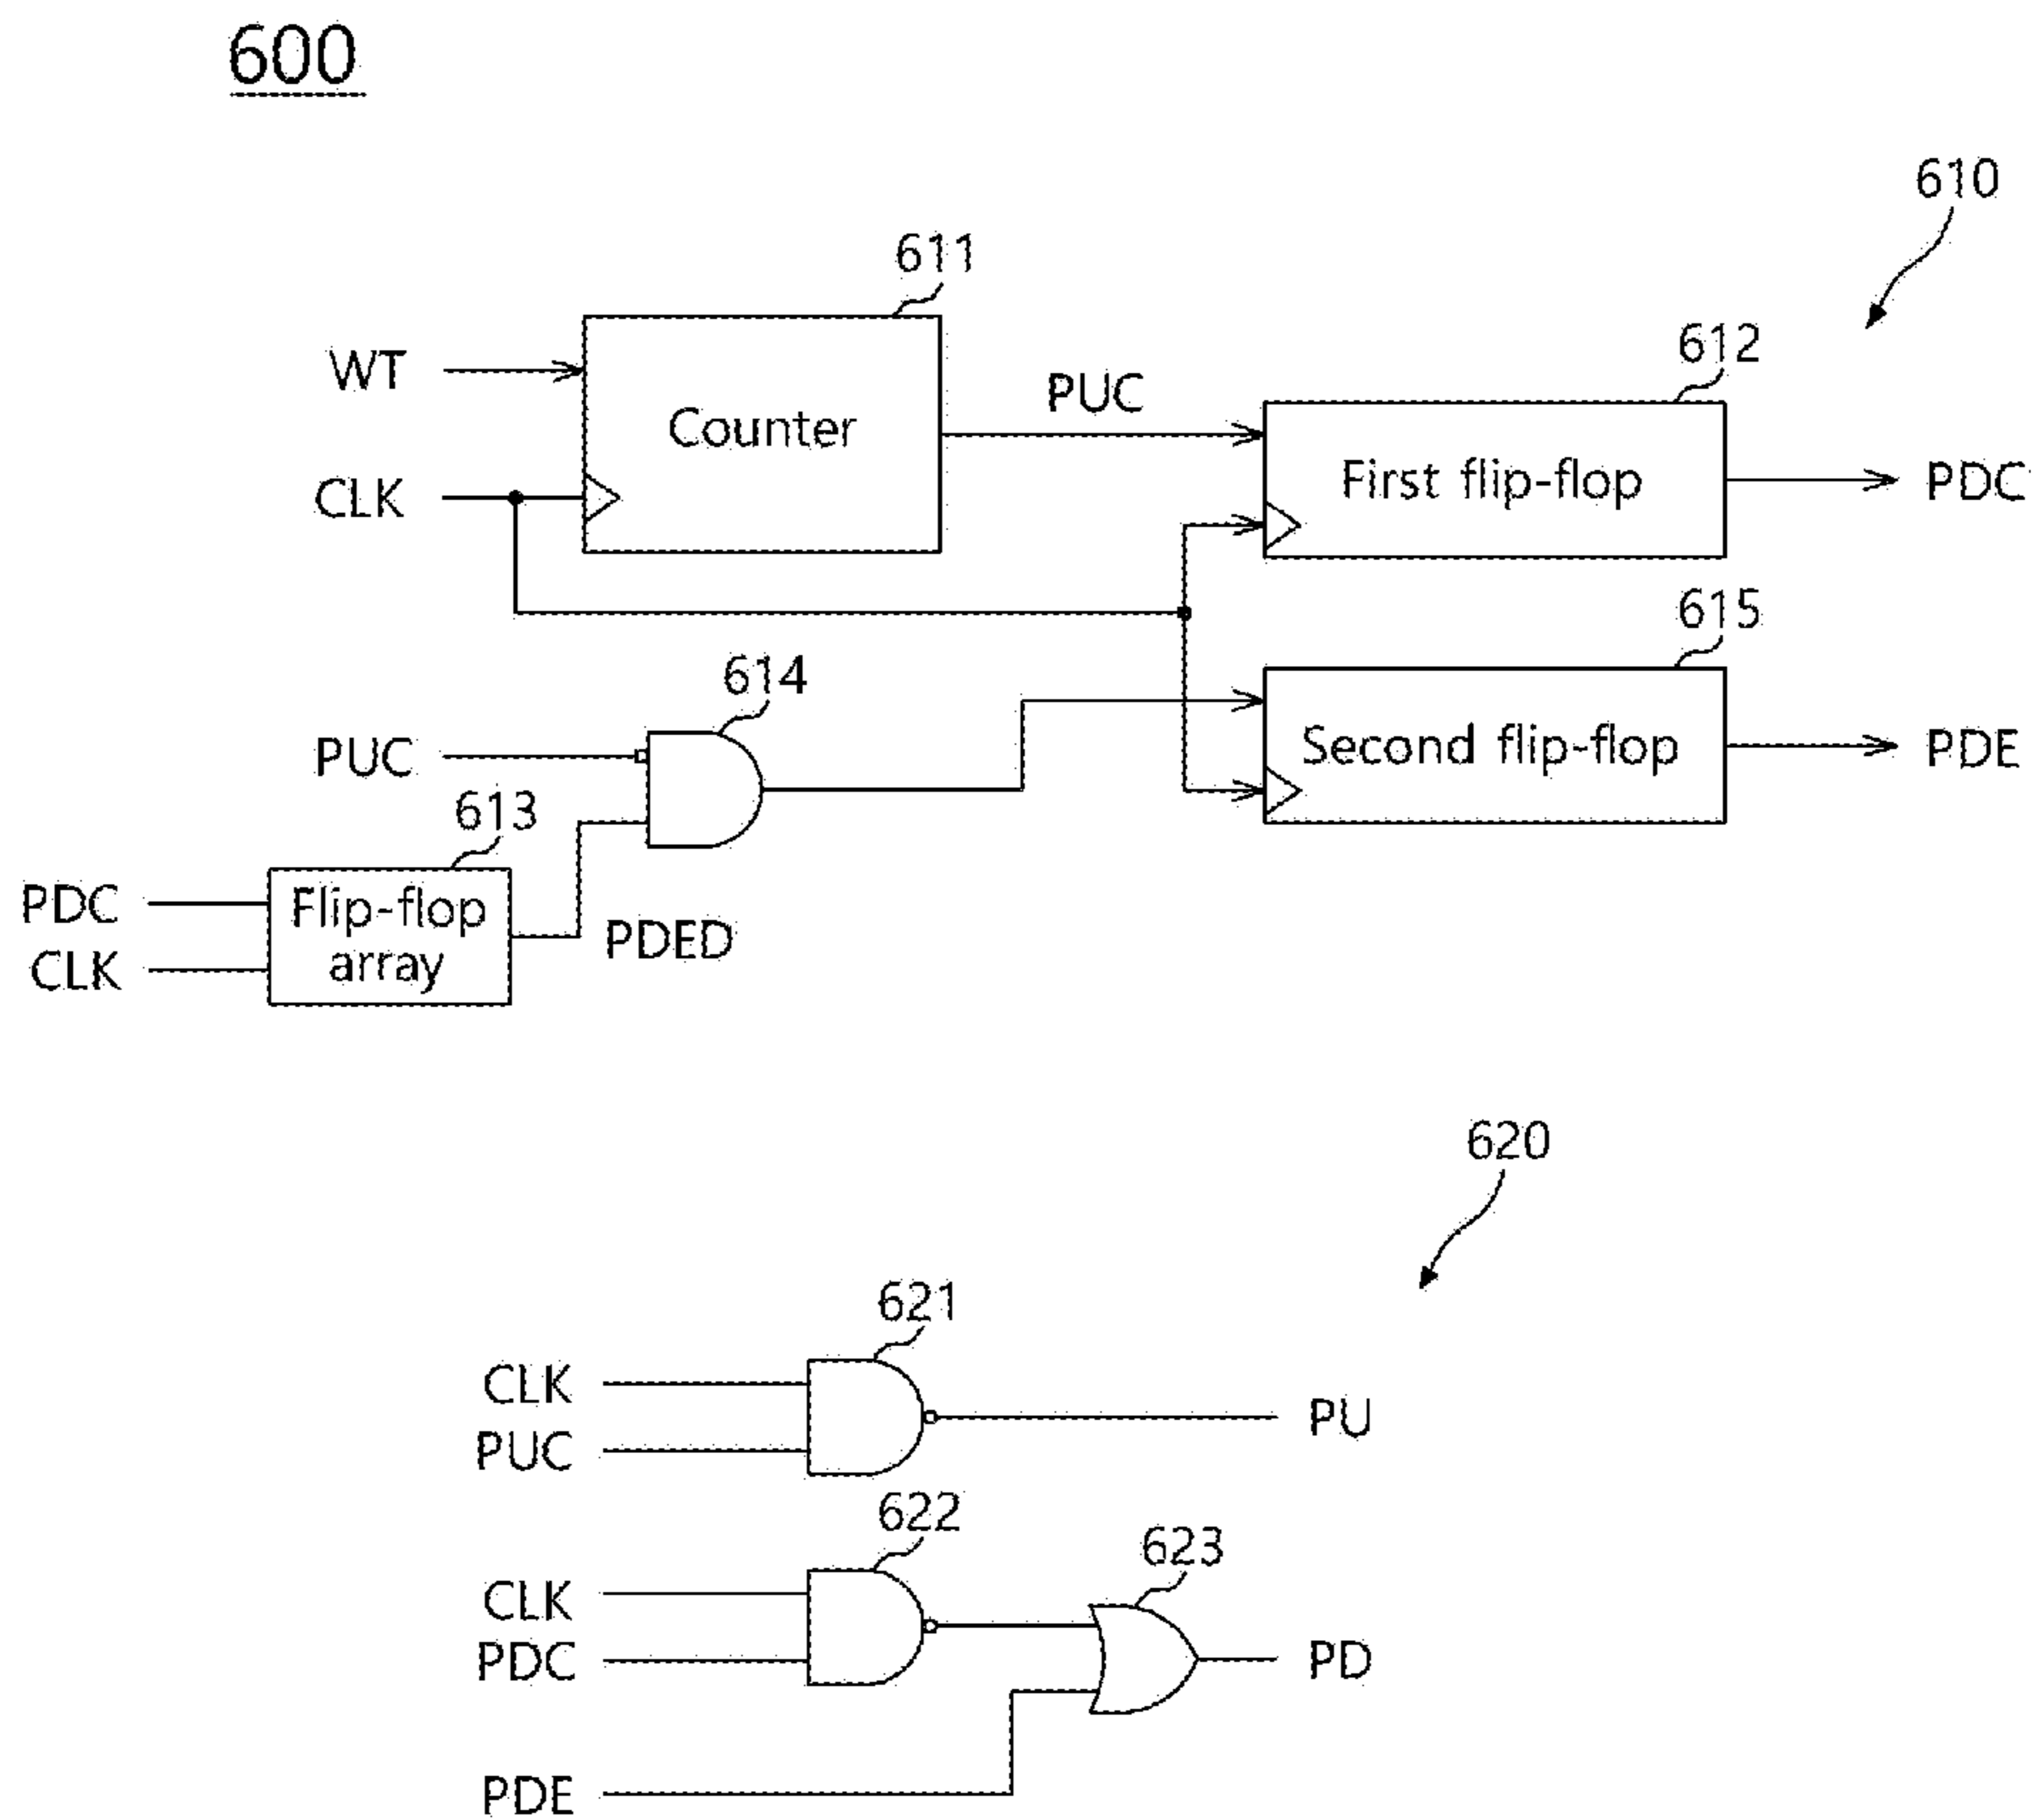 600
610
611
612
WT
Counter
PUC
First flip-flop
PDC
CLK
615
614
PUC
Second flip-flop
PDE
613
PDC
Flip-flop
array
PDED
CLK
620
621
CLK
PU
PUC
622
623
CLK
PDC
PD
PDE